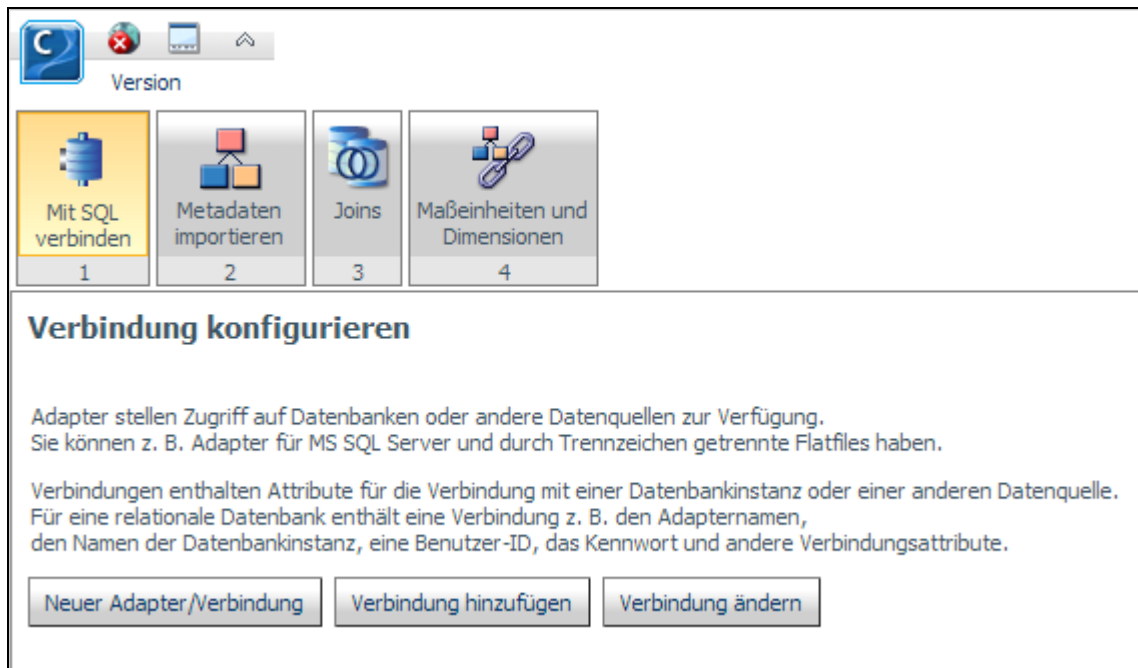 C
Version
Mit SQL
verbinden
1
Metadaten
importieren
2
Joins
3
Maßeinheiten und
Dimensionen
4
Verbindung konfigurieren
Adapter stellen Zugriff auf Datenbanken oder andere Datenquellen zur Verfügung.
Sie können z. B. Adapter für MS SQL Server und durch Trennzeichen getrennte Flatfiles haben.
Verbindungen enthalten Attribute für die Verbindung mit einer Datenbankinstanz oder einer anderen Datenquelle.
Für eine relationale Datenbank enthält eine Verbindung z. B. den Adapternamen,
den Namen der Datenbankinstanz, eine Benutzer-ID, das Kennwort und andere Verbindungsattribute.
Neuer Adapter/Verbindung
Verbindung hinzufügen
Verbindung ändern